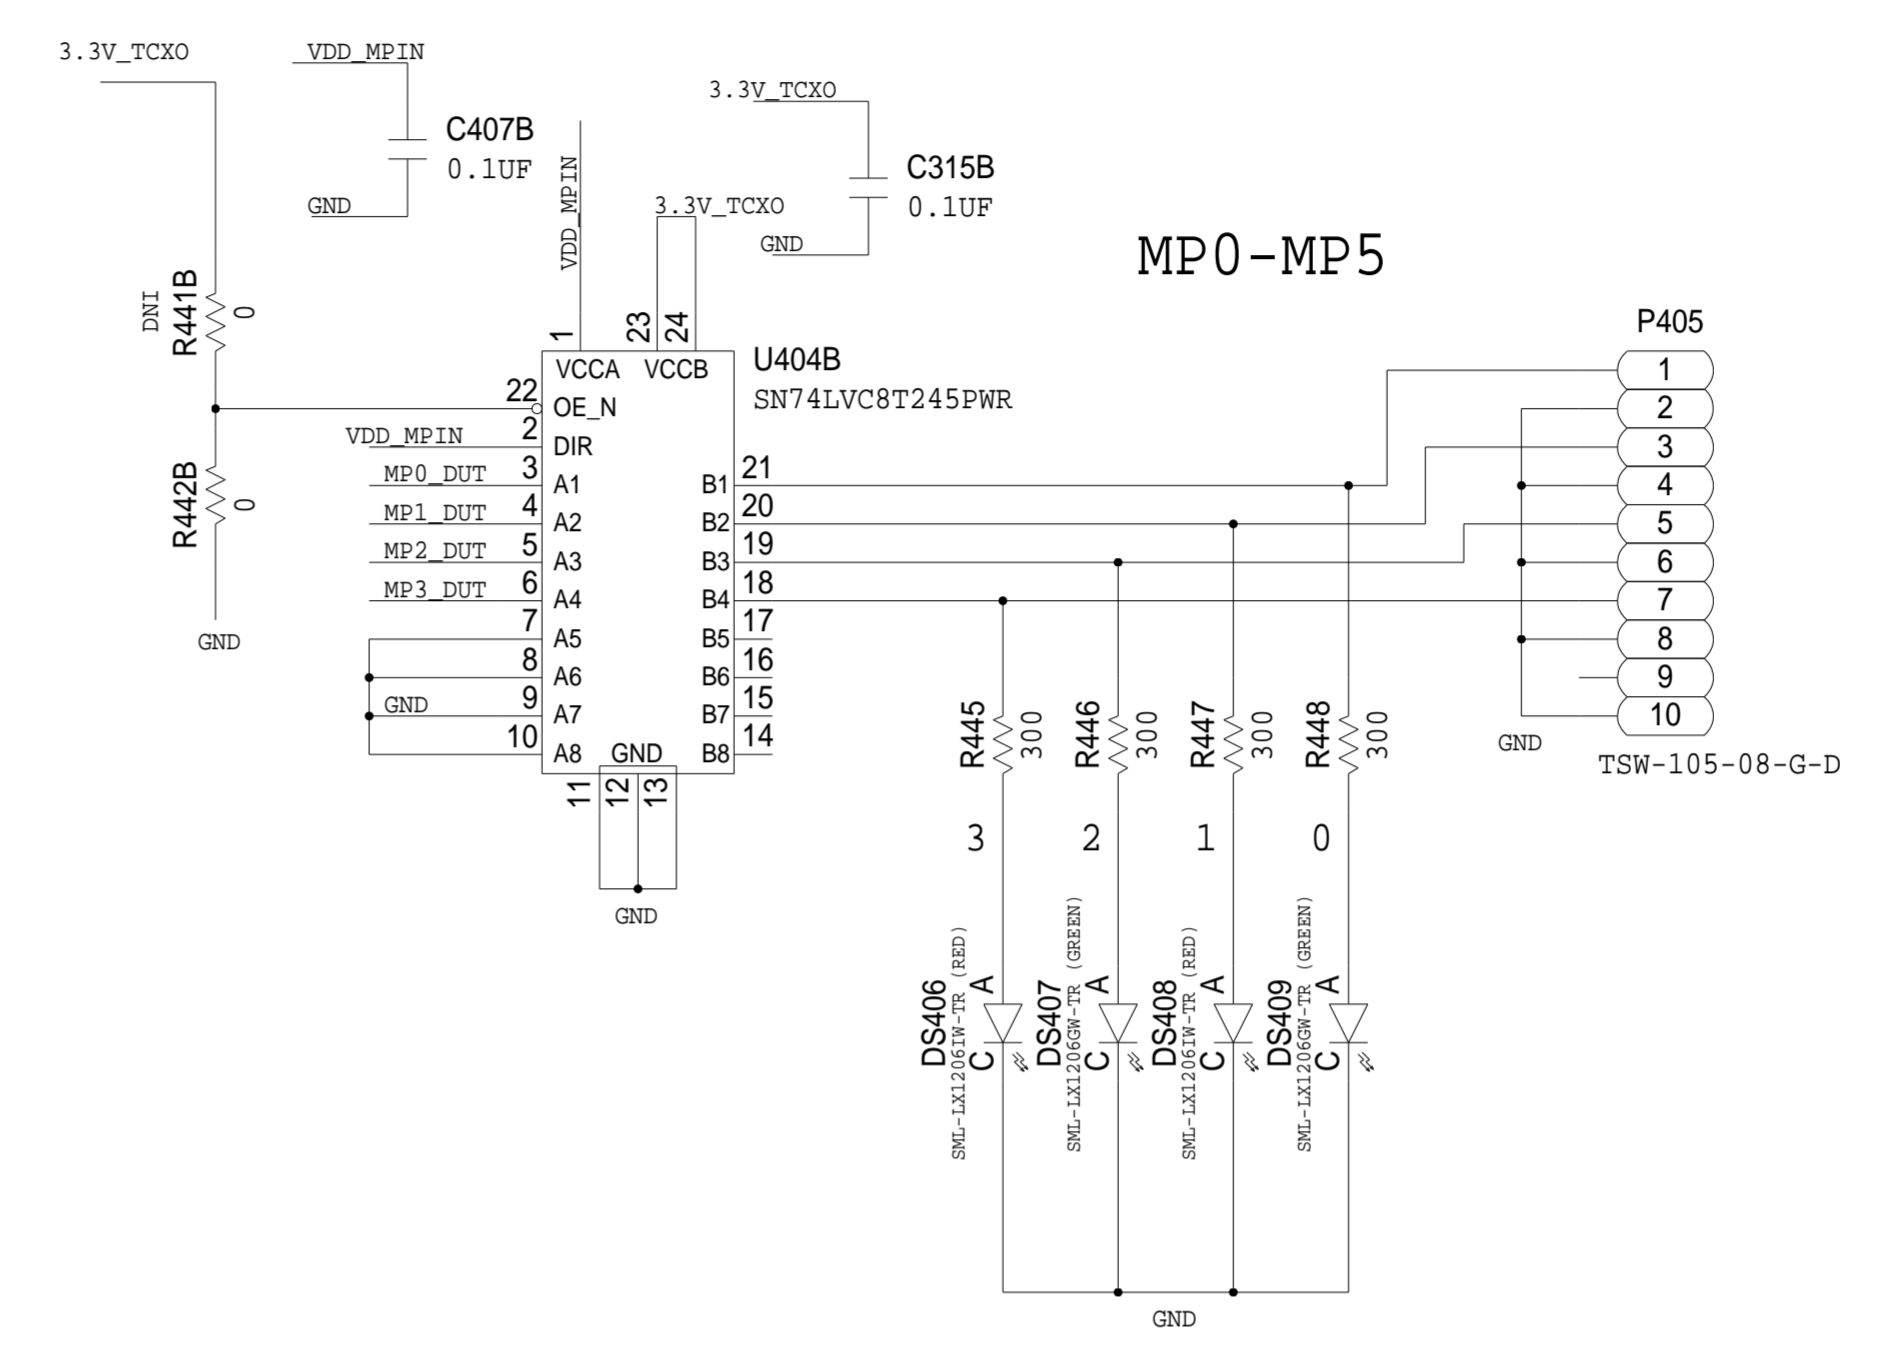 3.3V_TCXO
VDD_MPIN
C407B
0.1UF
GND
3.3V_TCXO
C315B
0.1UF
GND
VDD_MPIN
3.3V_TCXO
MP0-MP5
DNI
R441B
0
R442B
0
GND
1
23
24
VCCA
VCCB
U404B
SN74LVC8T245PWR
22
OE_N
VDD_MPIN
2
DIR
MP0_DUT
3
A1
B1
21
MP1_DUT
4
A2
B2
20
MP2_DUT
5
A3
B3
19
MP3_DUT
6
A4
B4
18
7
A5
B5
17
8
A6
B6
16
GND
9
A7
B7
15
10
A8
GND
B8
14
11
12
13
GND
P405
1
2
3
4
5
6
7
8
9
10
GND
TSW-105-08-G-D
R445
300
R446
300
R447
300
R448
300
3
2
1
0
DS406
SML-LX1206IW-TR (RED)
A
C
DS407
SML-LX1206GW-TR (GREEN)
A
C
DS408
SML-LX1206IW-TR (RED)
A
C
DS409
SML-LX1206GW-TR (GREEN)
A
C
GND